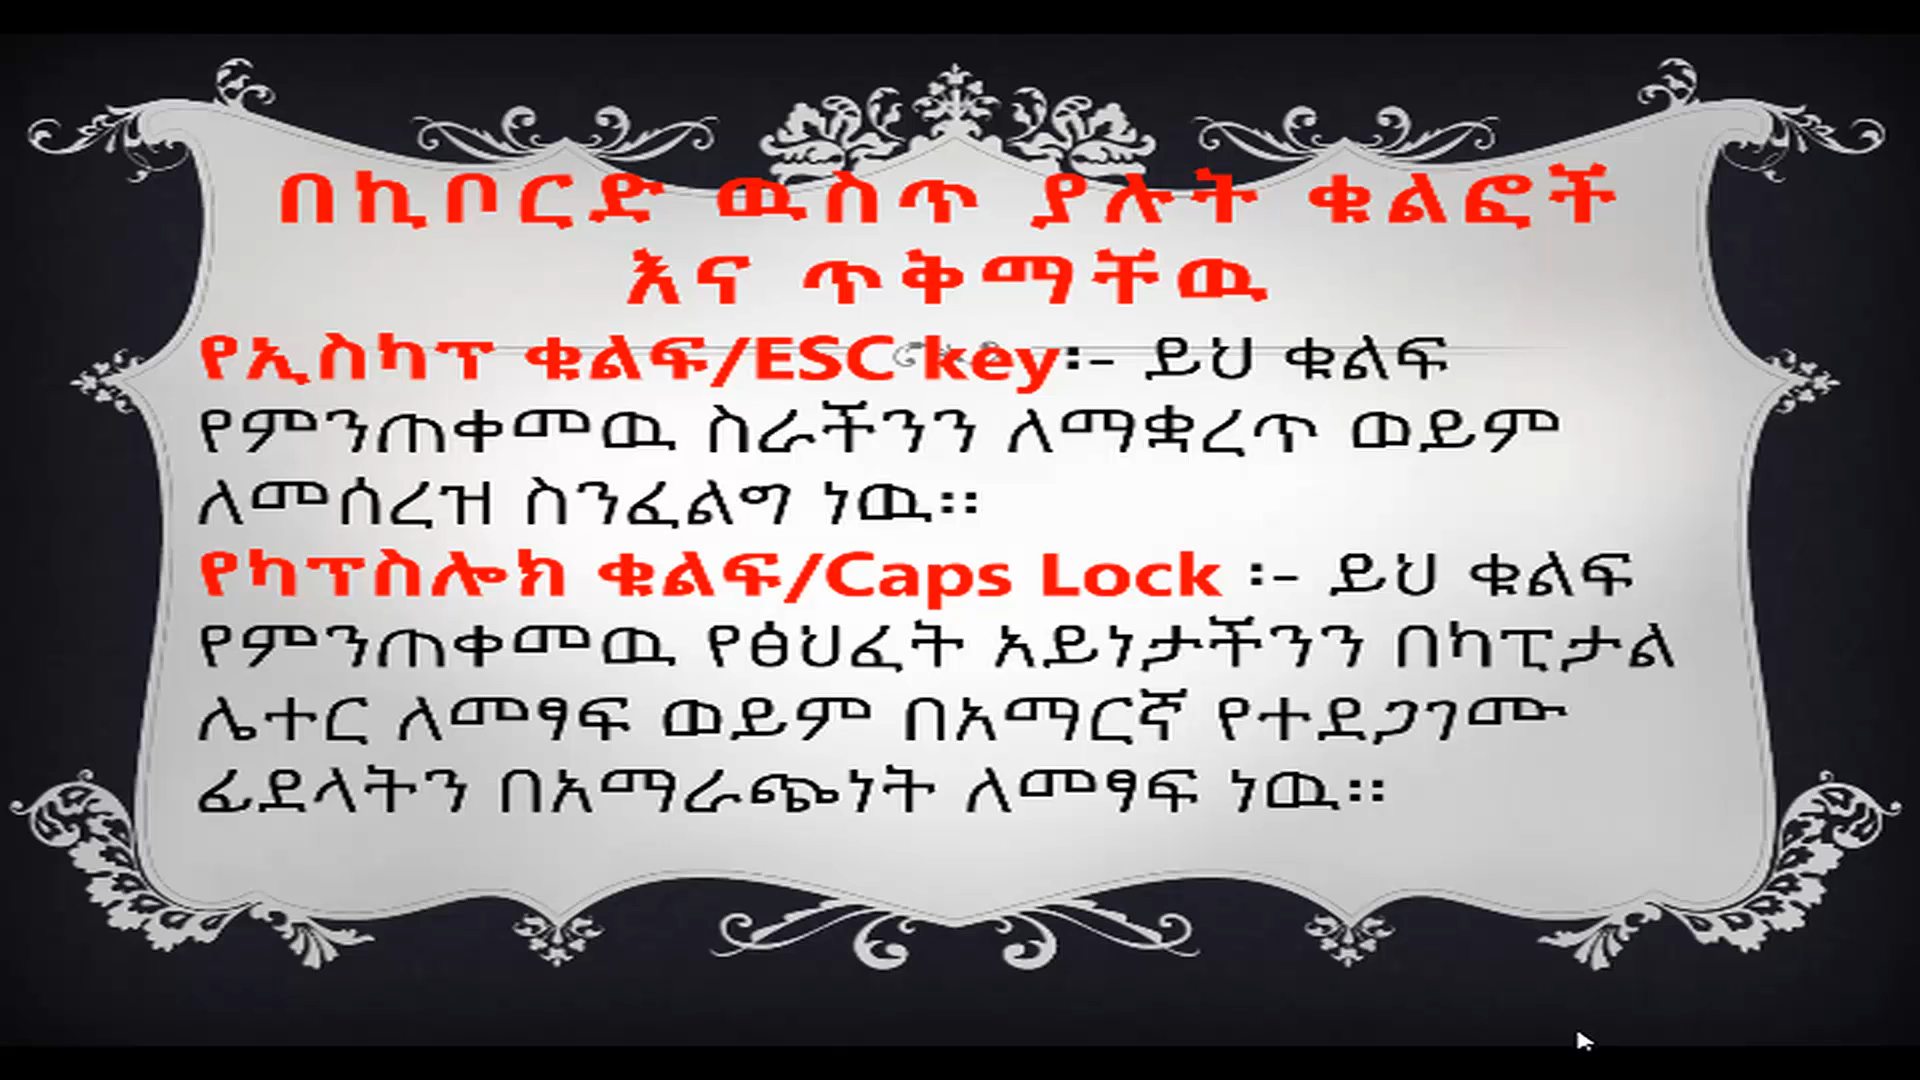 በኪቦርድ ዉስጥ ያሉት ቁልፎች
እና ጥቅማቸዉ
የኢስካፕ ቁልፍ/ESC key፡- ይህ ቁልፍ
የምንጠቀመዉ ስራችንን ለማቋረጥ ወይም
ለመሰረዝ ስንፈልግ ነዉ፡፡
የካፕስሎክ ቁልፍ/Caps Lock ፡- ይህ ቁልፍ
የምንጠቀመዉ የፅህፈት አይነታችንን በካፒታል
ሌተር ለመፃፍ ወይም በአማርኛ የተደጋገሙ
ፊደላትን በአማራጭነት ለመፃፍ ነዉ፡፡